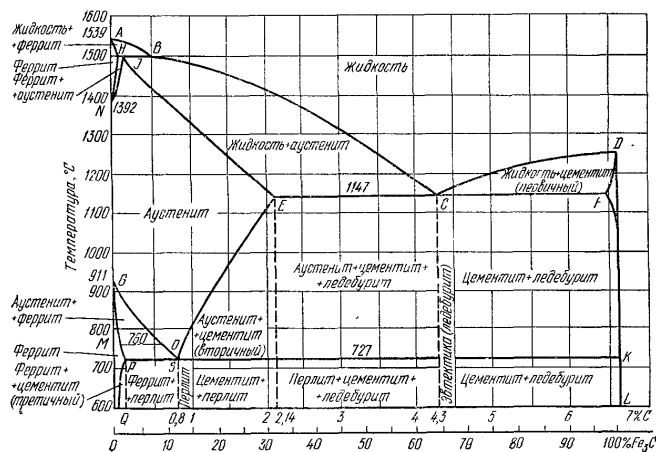 1600
1539
1500
1400
1392
1300
1200
1100
1000
911
900
800
700
600
Температура, °С
Жидкость+
+феррит
Феррит
Феррит+
+аустенит
N
A
H
J
B
Жидкость
Жидкость+аустенит
D
Жидкость+цементит
(первичный)
1147
E
C
F
Аустенит
G
Аустенит+
+феррит
M
Феррит
Феррит+
+цементит
(третичный)
750
O
Аустенит+
+цементит
(вторичный)
Аустенит+цементит+
+ледебурит
Эвтектика (ледебурит)
Цементит+ледебурит
727
P
S
K
Феррит+
+перлит
Перлит
Цементит+
+перлит
Перлит+цементит+
+ледебурит
Цементит+ледебурит
Q
L
0,8 1 2 2,14 3 4 4,3 5 6 7%С
0 10 20 30 40 50 60 70 80 90 100%Fe3C